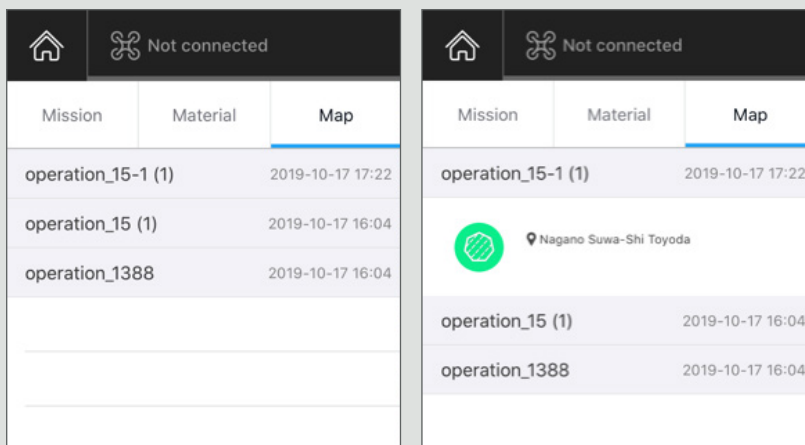 Not connected
Mission Material Map
operation_15-1 (1) 2019-10-17 17:22
operation_15 (1) 2019-10-17 16:04
operation_1388 2019-10-17 16:04
Not connected
Mission Material Map
operation_15-1 (1) 2019-10-17 17:22
Nagano Suwa-Shi Toyoda
operation_15 (1) 2019-10-17 16:04
operation_1388 2019-10-17 16:04